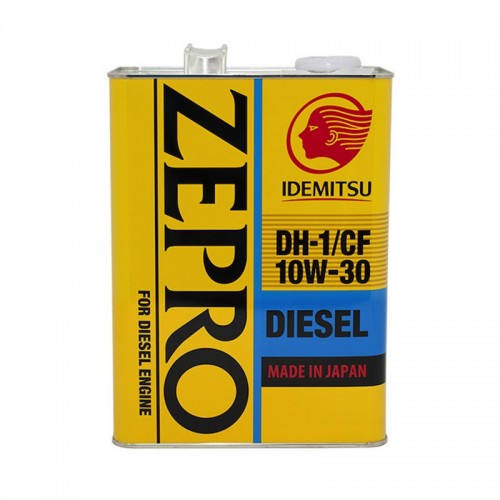 ZEPRO
FOR DIESEL ENGINE
IDEMITSU
DH-1/CF
10W-30
DIESEL
MADE IN JAPAN